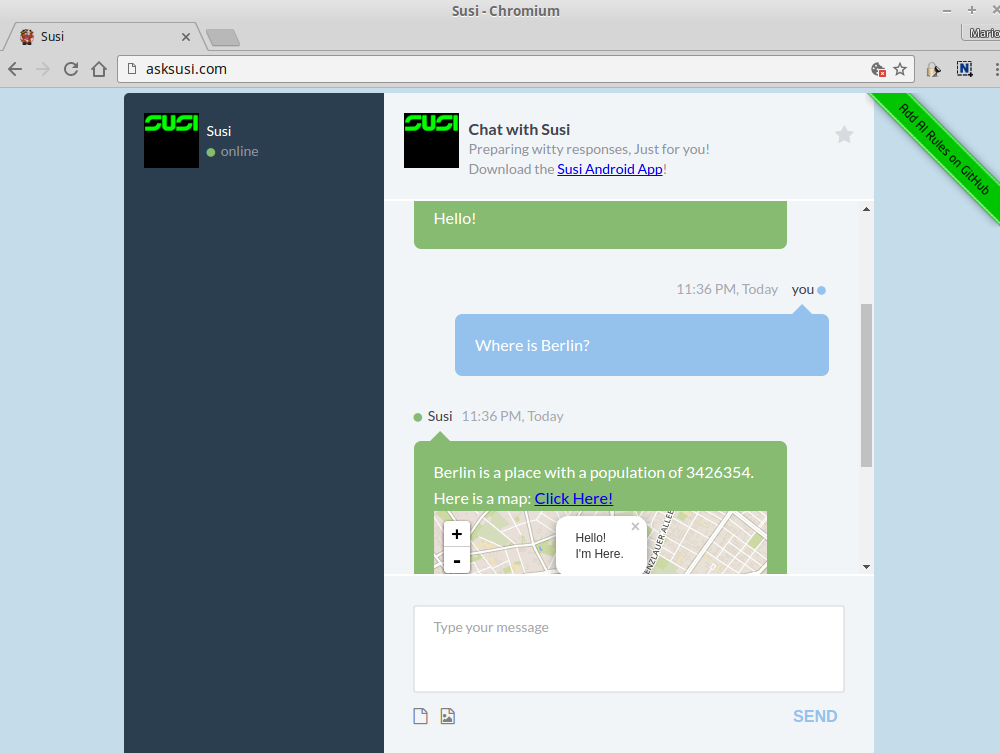 Susi - Chromium
Susi
Mario
asksusi.com
SUSI
Susi
online
SUSI
Chat with Susi
Preparing witty responses, Just for you!
Download the Susi Android App!
Add AI Rules on GitHub
Hello!
11:36 PM, Today you
Where is Berlin?
Susi 11:36 PM, Today
Berlin is a place with a population of 3426354.
Here is a map: Click Here!
+
-
Hello!
I'm Here.
×
ENZLAUER ALLEE
Type your message
SEND